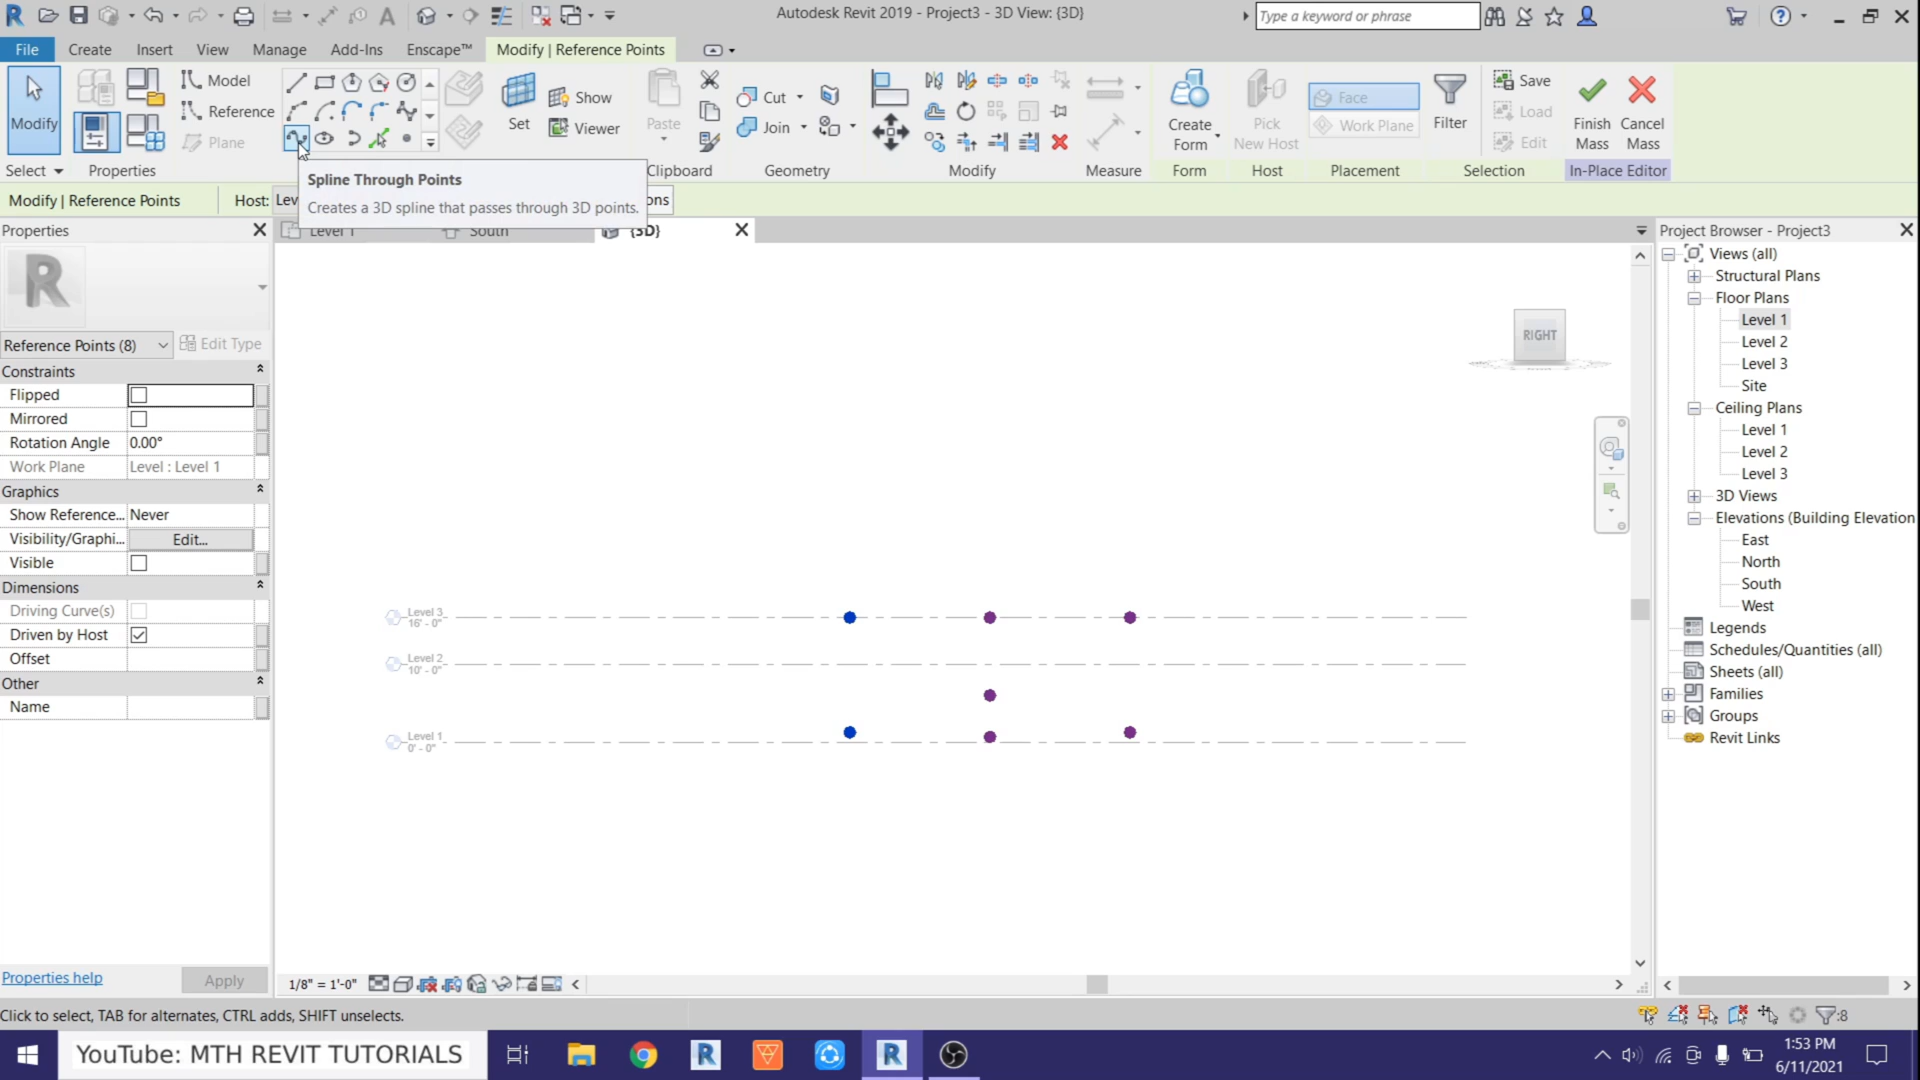 Autodesk Revit 2019 - Project3 - 3D View: {3D}
Type a keyword or phrase
File
Create
Insert
View
Manage
Add-Ins
Enscape™
Modify | Reference Points
Modify
Model
Reference
Plane
Set
Show
Viewer
Paste
Cut
Join
Create Form
Pick New Host
Face
Work Plane
Filter
Save
Load
Edit
Finish Mass
Cancel Mass
Select
Properties
Clipboard
Geometry
Modify
Measure
Form
Host
Placement
Selection
In-Place Editor
Spline Through Points
Creates a 3D spline that passes through 3D points.
Modify | Reference Points
Host:
Lev
ons
Properties
Level 1
South
{3D}
Project Browser - Project3
Reference Points (8)
Edit Type
Constraints
Flipped
Mirrored
Rotation Angle 0.00°
Work Plane Level : Level 1
Graphics
Show Reference... Never
Visibility/Graphi... Edit...
Visible
Dimensions
Driving Curve(s)
Driven by Host
Offset
Other
Name
Properties help
Apply
RIGHT
Level 3
16' - 0"
Level 2
10' - 0"
Level 1
0' - 0"
Views (all)
Structural Plans
Floor Plans
Level 1
Level 2
Level 3
Site
Ceiling Plans
Level 1
Level 2
Level 3
3D Views
Elevations (Building Elevation
East
North
South
West
Legends
Schedules/Quantities (all)
Sheets (all)
Families
Groups
Revit Links
1/8" = 1'-0"
Click to select, TAB for alternates, CTRL adds, SHIFT unselects.
:8
YouTube: MTH REVIT TUTORIALS
1:53 PM
6/11/2021